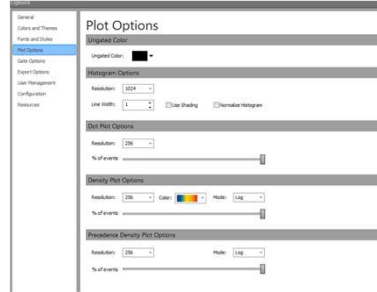 Options
General
Colors and Themes
Fonts and Styles
Plot Options
Gate Options
Export Options
User Management
Configuration
Resources
Plot Options
Ungated Color
Ungated Color:
Histogram Options
Resolution: 1024
Line Width: 1 Use Shading Normalize Histogram
Dot Plot Options
Resolution: 256
% of events
Density Plot Options
Resolution: 256 Color: Mode: Log
% of events
Precedence Density Plot Options
Resolution: 256 Mode: Log
% of events